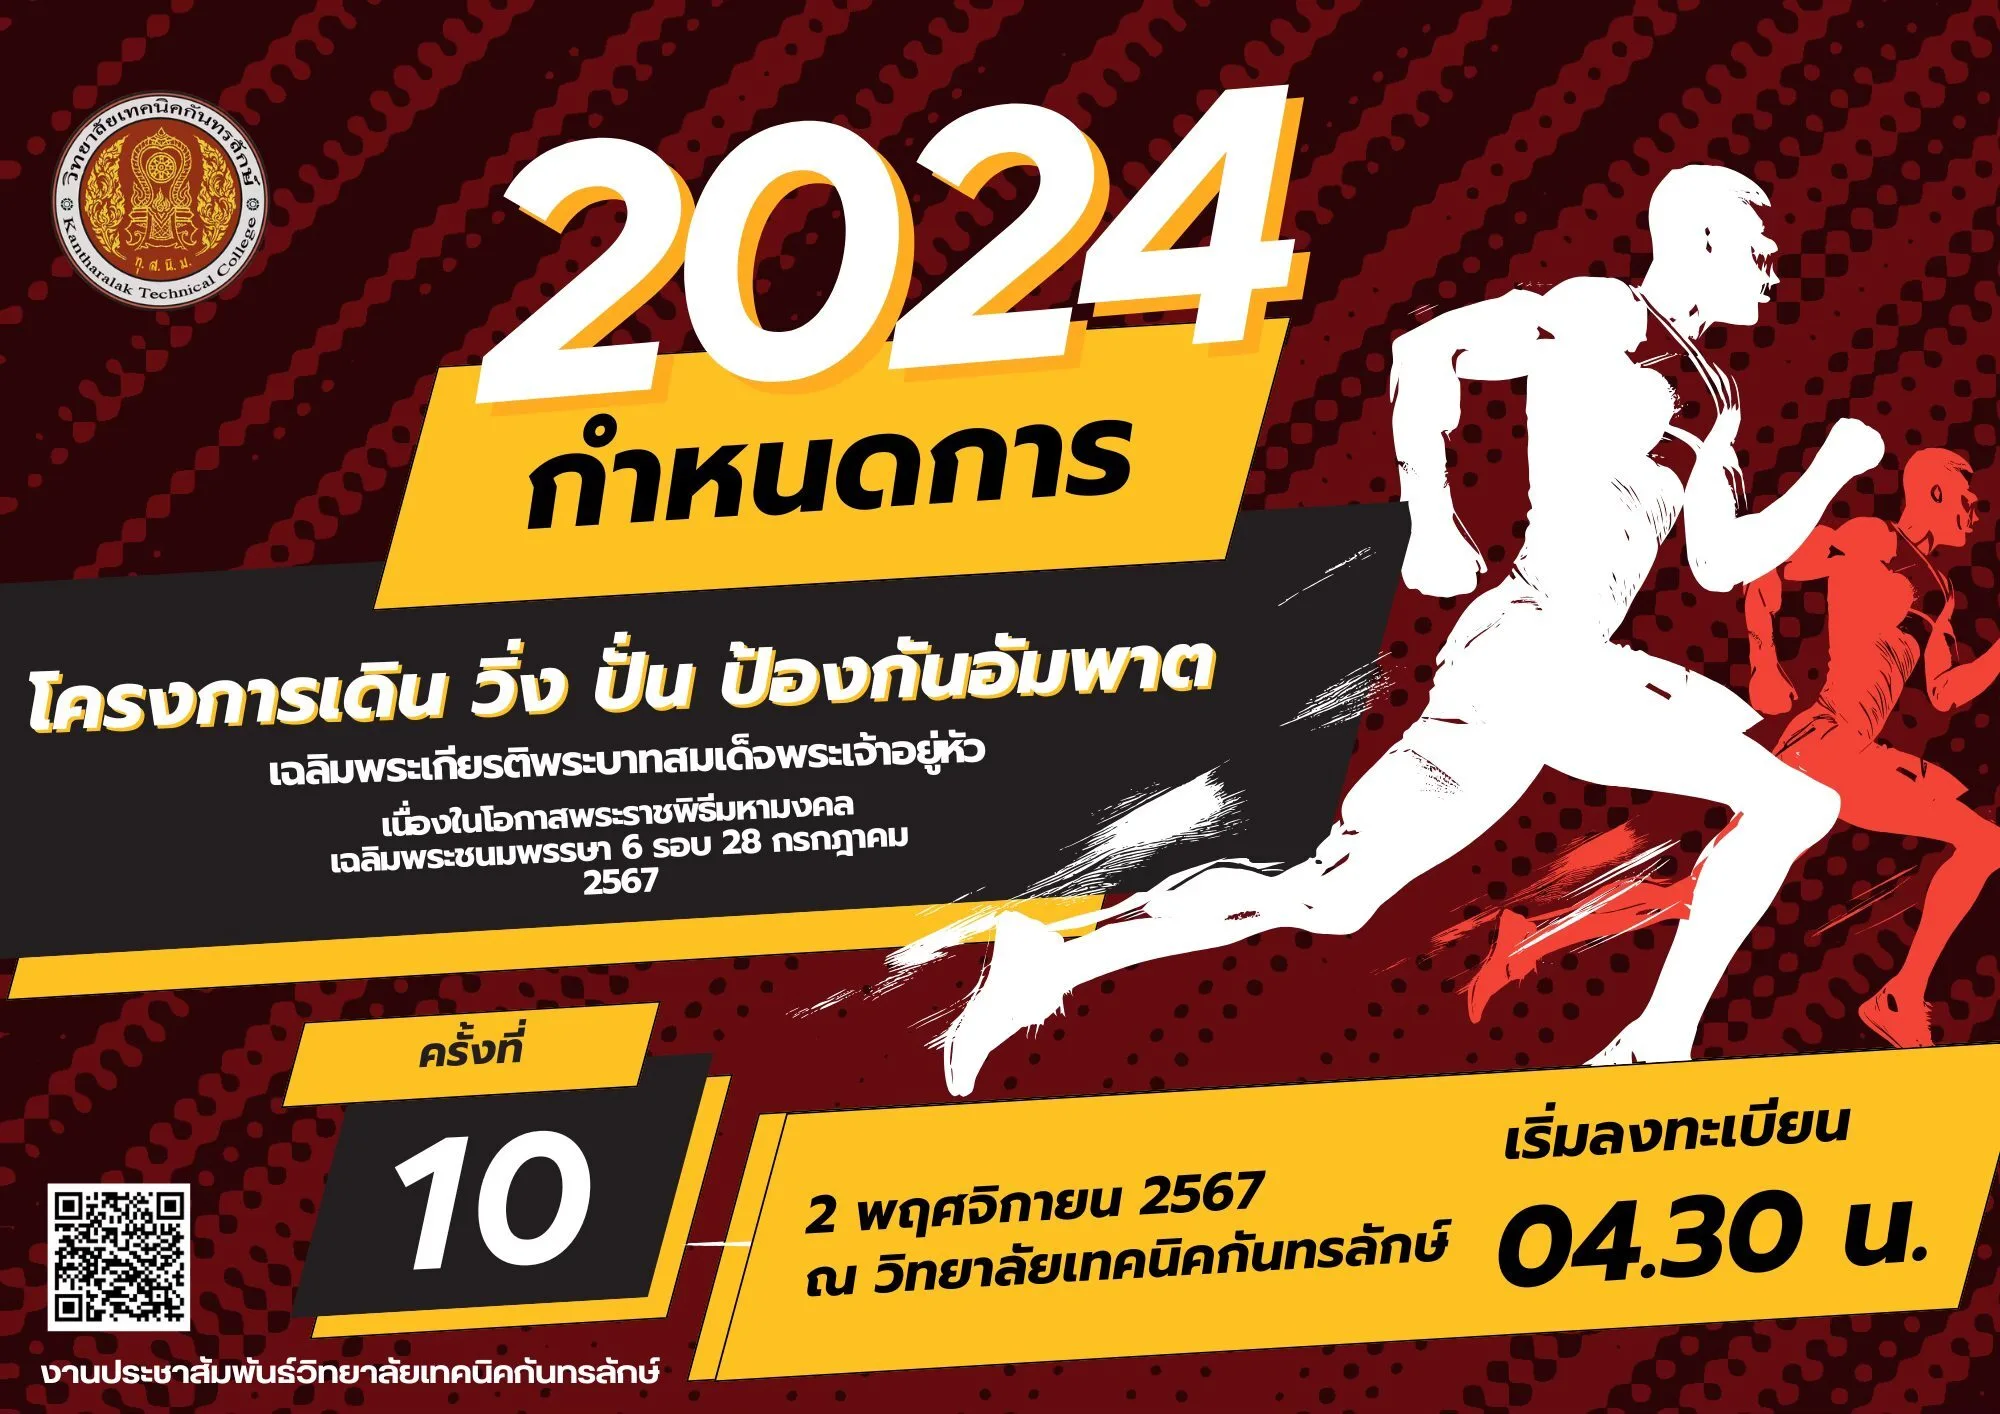 วิทยาลัยเทคนิคกันทรลักษ์
ทุ. ส. นิ. ม.
Kantharalak Technical College
2024
กำหนดการ
โครงการเดิน วิ่ง ปั่น ป้องกันอัมพาต
เฉลิมพระเกียรติพระบาทสมเด็จพระเจ้าอยู่หัว
เนื่องในโอกาสพระราชพิธีมหามงคล
เฉลิมพระชนมพรรษา 6 รอบ 28 กรกฎาคม
2567
ครั้งที่
10
2 พฤศจิกายน 2567
ณ วิทยาลัยเทคนิคกันทรลักษ์
เริ่มลงทะเบียน
04.30 น.
งานประชาสัมพันธ์วิทยาลัยเทคนิคกันทรลักษ์